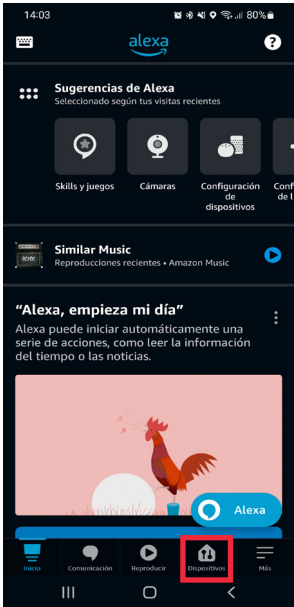 14:03
80%
alexa
?
Sugerencias de Alexa
Seleccionado según tus visitas recientes
Skills y juegos
Cámaras
Configuración
de
dispositivos
Conf
de l
Similar Music
Reproducciones recientes • Amazon Music
“Alexa, empieza mi día”
Alexa puede iniciar automáticamente una
serie de acciones, como leer la información
del tiempo o las noticias.
Alexa
Inicio
Comunicación
Reproducir
Dispositivos
Más